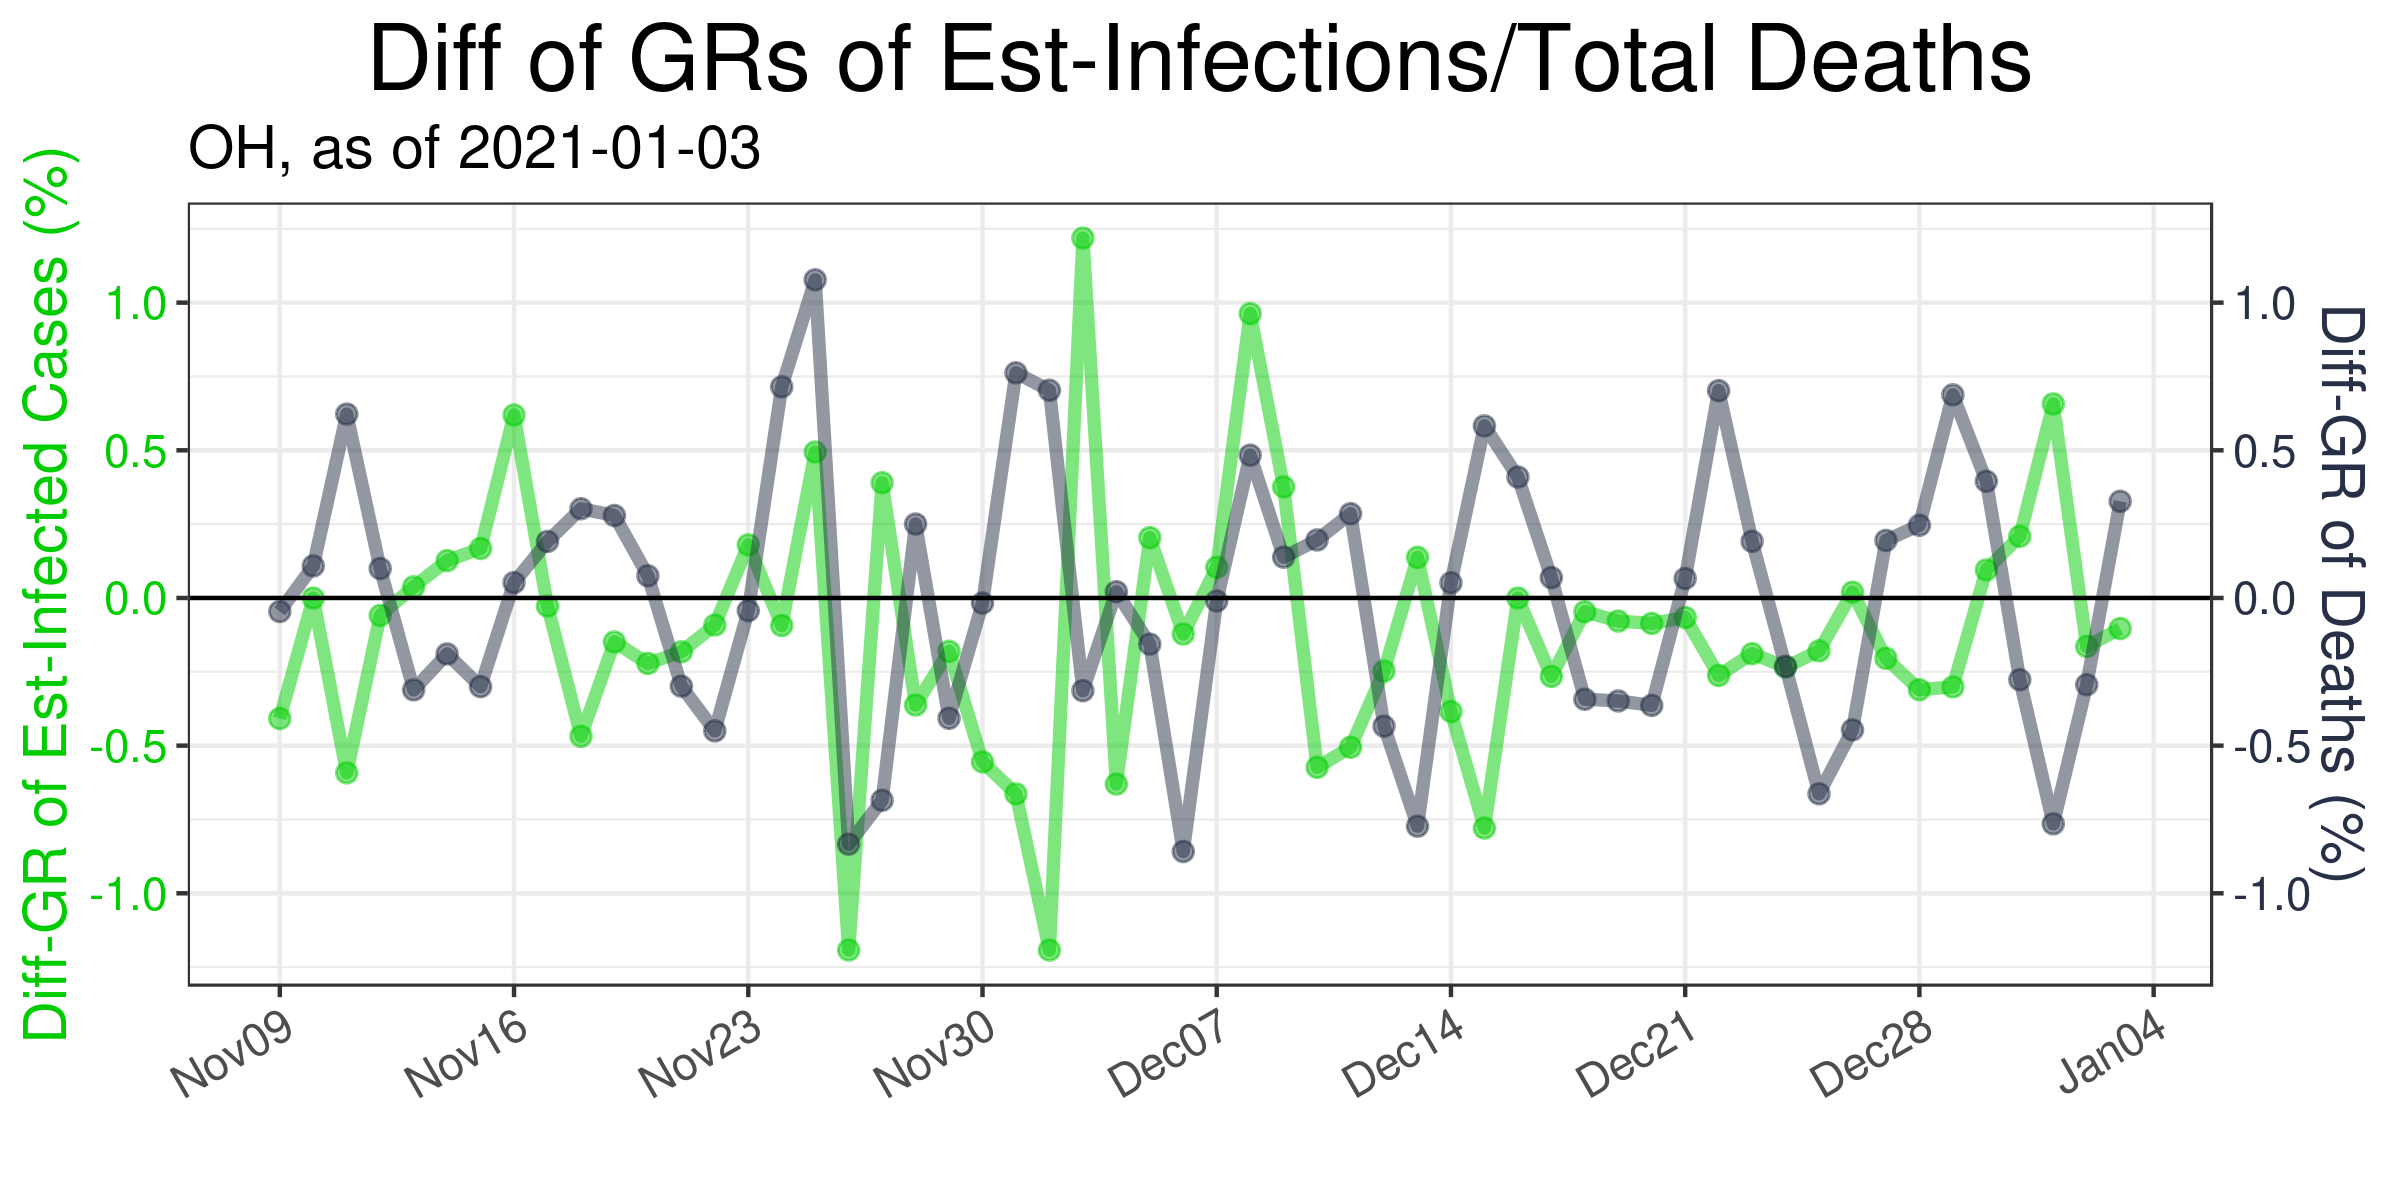 Diff of GRs of Est-Infections/Total Deaths
OH, as of 2021-01-03
Diff-GR of Est-Infected Cases (%)
1.0
0.5
0.0
-0.5
-1.0
1.0
0.5
0.0
-0.5
-1.0
Diff-GR of Deaths (%)
Nov09 Nov16 Nov23 Nov30 Dec07 Dec14 Dec21 Dec28 Jan04